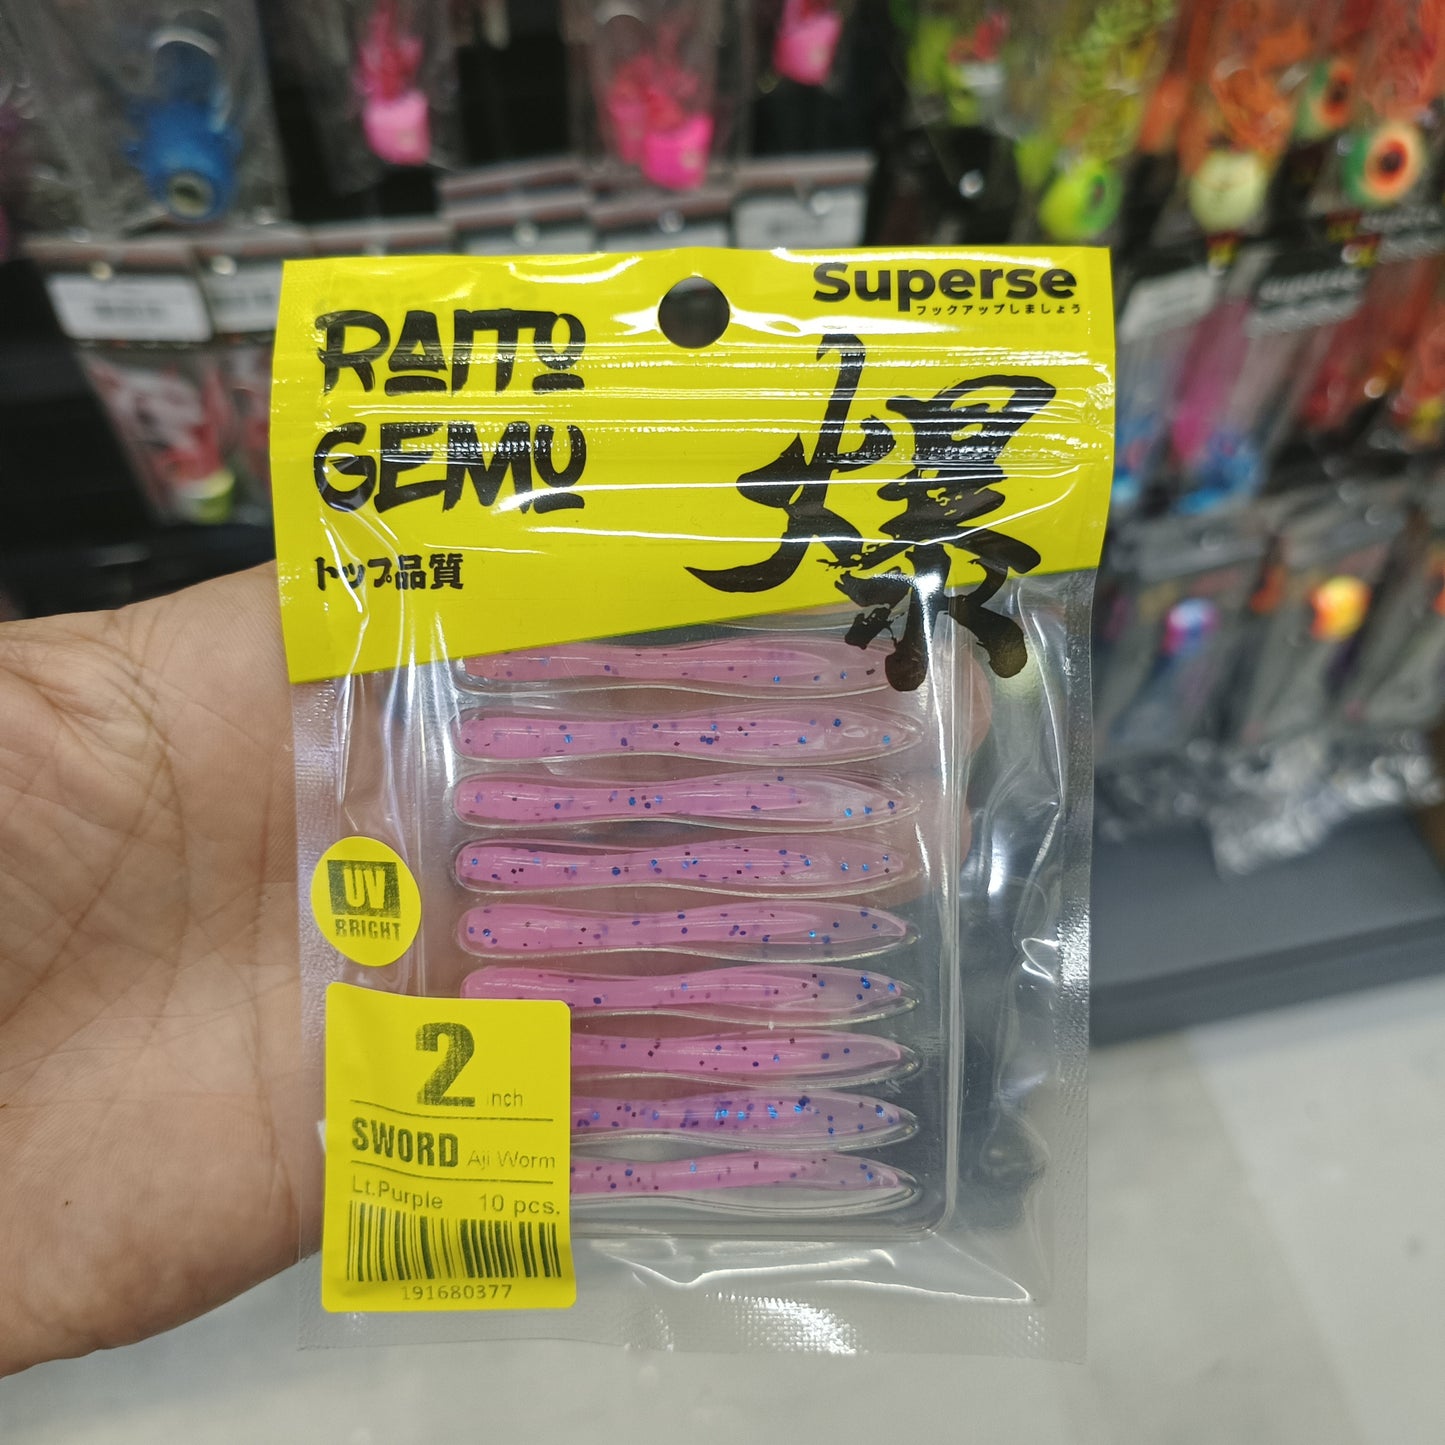 Superse
フックアップしましょう
RAITO
GEMU
爆
トップ品質
UV
BRIGHT
2 inch
SWORD Aji Worm
Lt.Purple 10 pcs.
191680377